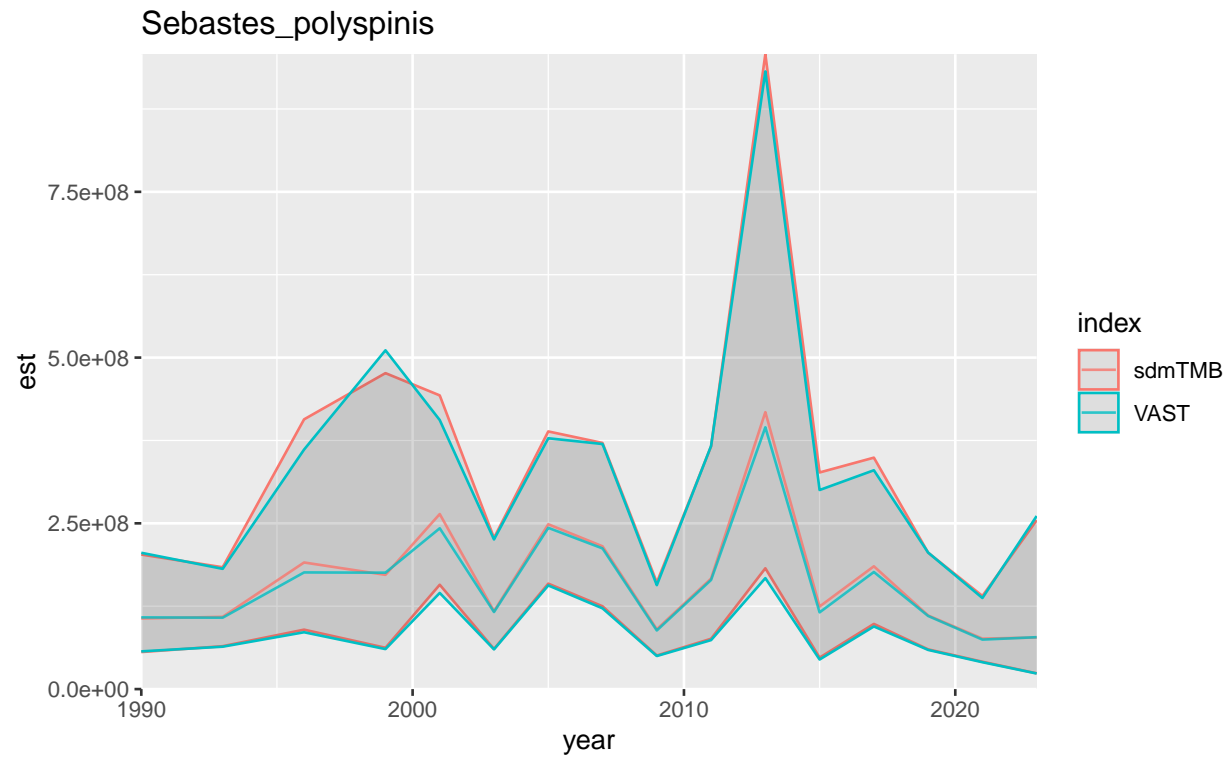 Sebastes_polyspinis
7.5e+08
5.0e+08
2.5e+08
0.0e+00
est
1990
2000
2010
2020
year
index
sdmTMB
VAST